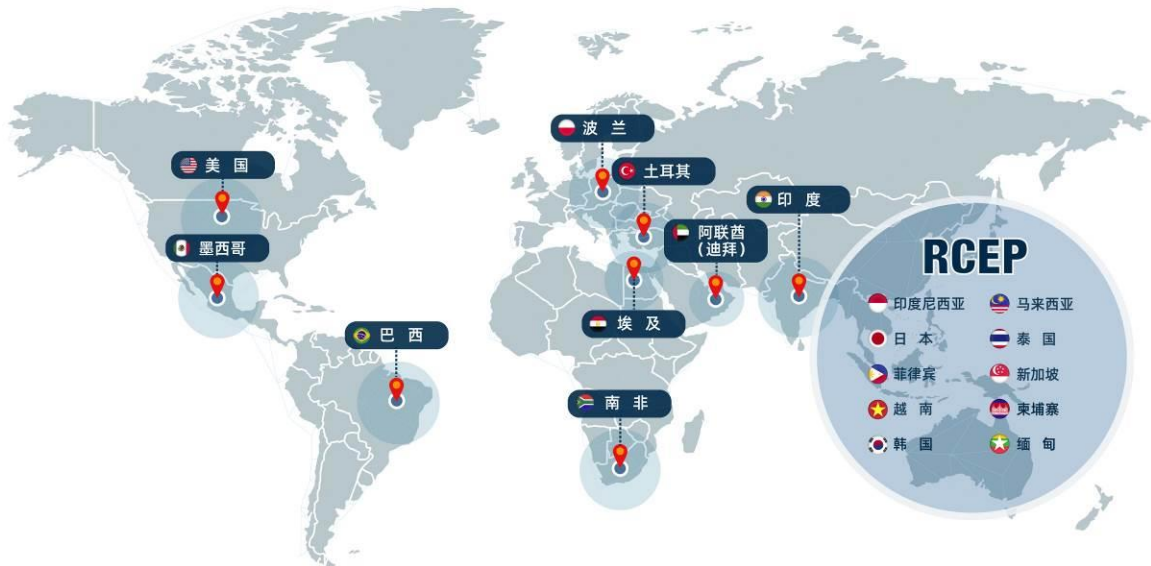 波兰
美国
土耳其
印度
墨西哥
阿联酋
（迪拜）
埃及
巴西
南非
RCEP
印度尼西亚
马来西亚
日本
泰国
菲律宾
新加坡
越南
柬埔寨
韩国
缅甸